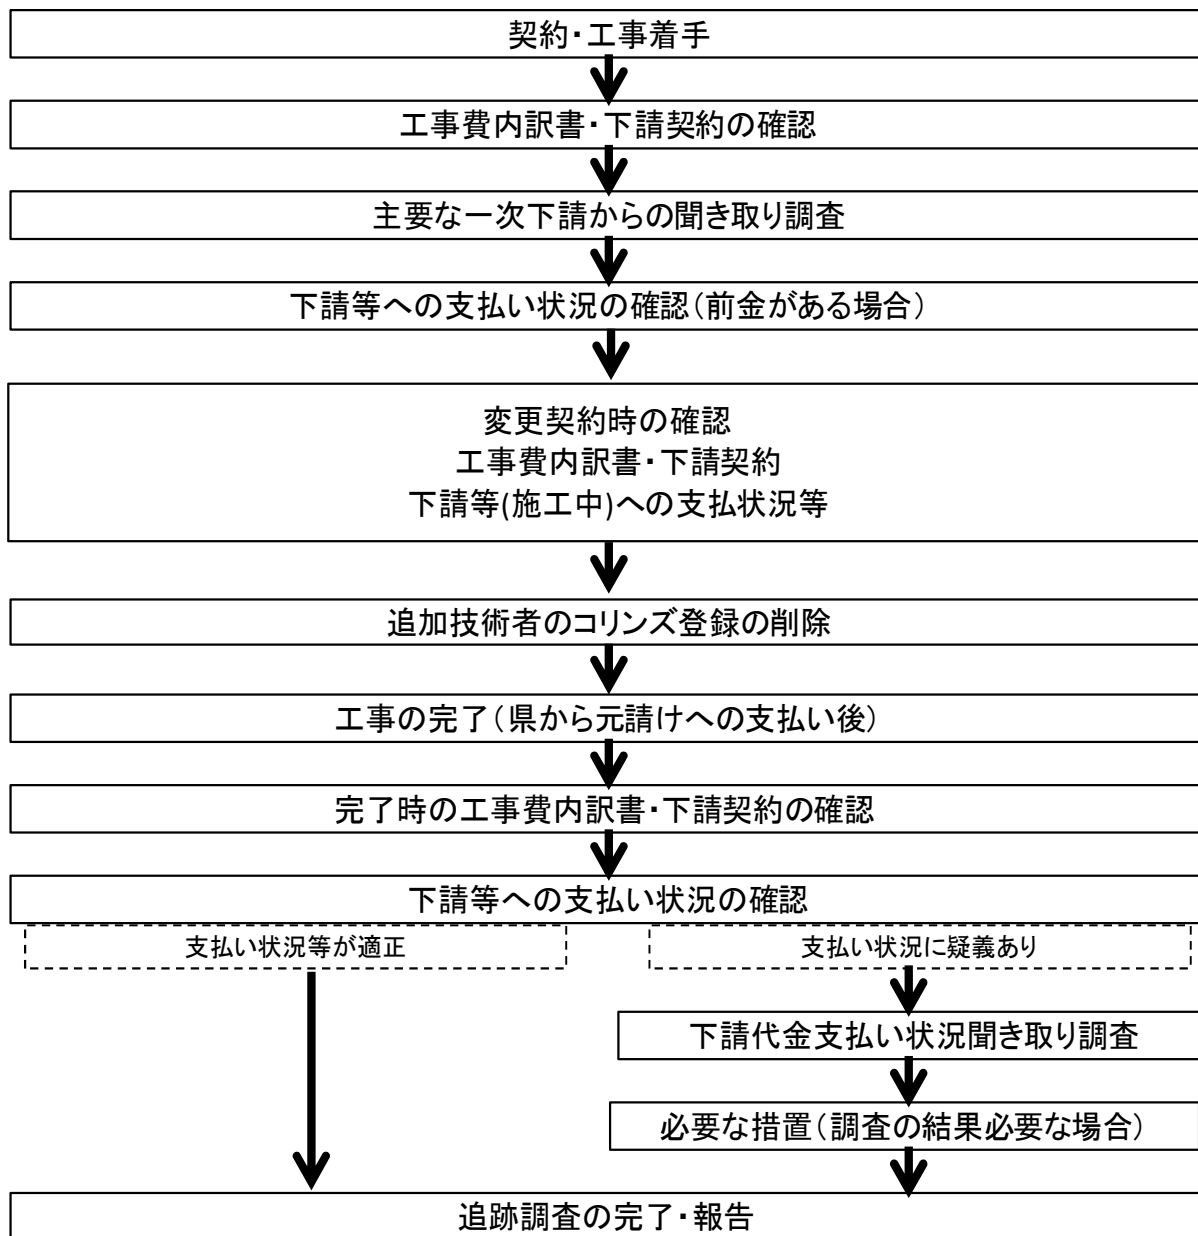 契約・工事着手
工事費内訳書・下請契約の確認
主要な一次下請からの聞き取り調査
下請等への支払い状況の確認（前金がある場合）
変更契約時の確認
工事費内訳書・下請契約
下請等(施工中)への支払状況等
追加技術者のコリンズ登録の削除
工事の完了（県から元請けへの支払い後）
完了時の工事費内訳書・下請契約の確認
下請等への支払い状況の確認
支払い状況等が適正
支払い状況に疑義あり
下請代金支払い状況聞き取り調査
必要な措置（調査の結果必要な場合）
追跡調査の完了・報告